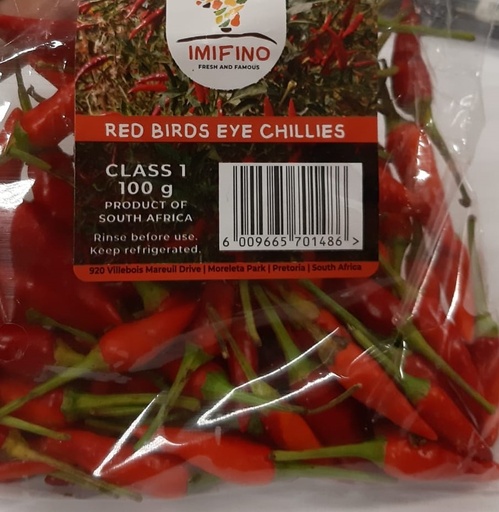 IMIFINO
FRESH AND FAMOUS
RED BIRDS EYE CHILLIES
CLASS 1
100 g
PRODUCT OF
SOUTH AFRICA
Rinse before use.
Keep refrigerated.
6 009665 701486 >
920 Villebois Mareuil Drive | Moreleta Park | Pretoria | South Africa